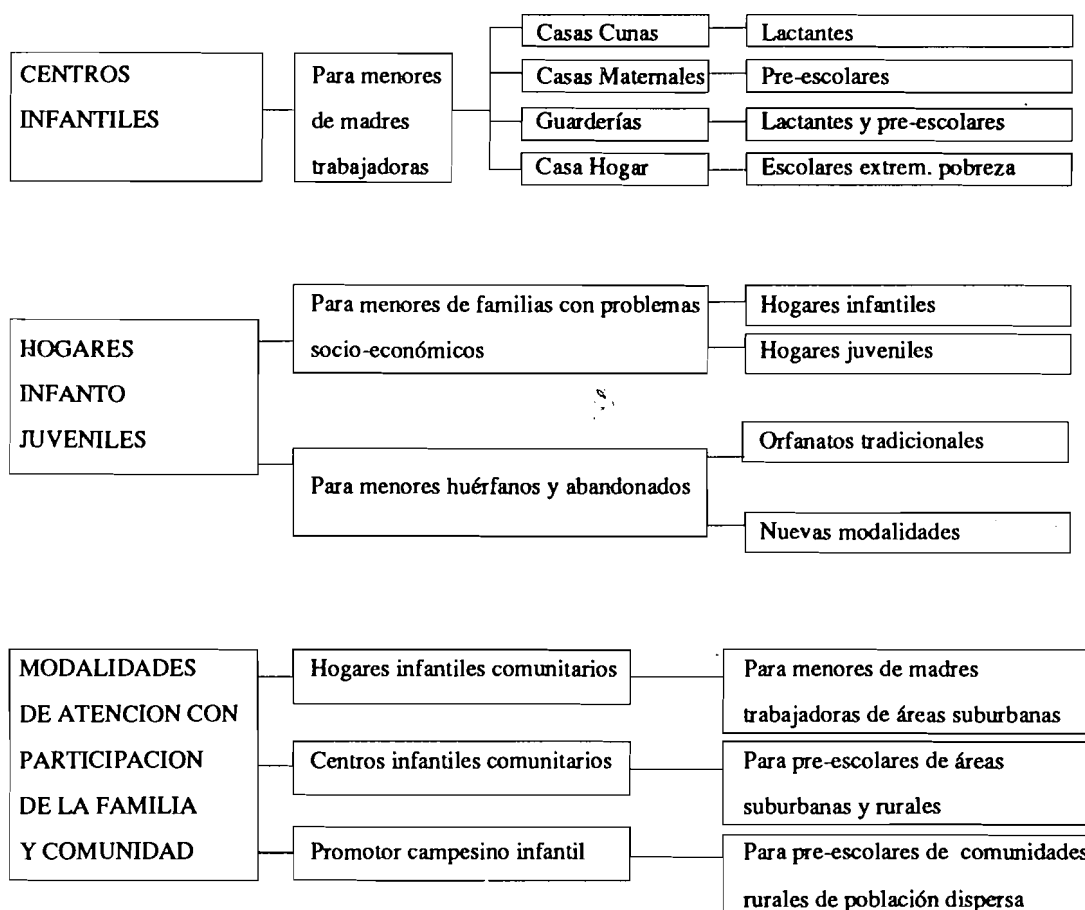 CENTROS
INFANTILES
Para menores
de madres
trabajadoras
Casas Cunas
Lactantes
Casas Maternales
Pre-escolares
Guarderías
Lactantes y pre-escolares
Casa Hogar
Escolares extrem. pobreza
HOGARES
INFANTO
JUVENILES
Para menores de familias con problemas
socio-económicos
Hogares infantiles
Hogares juveniles
Para menores huérfanos y abandonados
Orfanatos tradicionales
Nuevas modalidades
MODALIDADES
DE ATENCION CON
PARTICIPACION
DE LA FAMILIA
Y COMUNIDAD
Hogares infantiles comunitarios
Para menores de madres
trabajadoras de áreas suburbanas
Centros infantiles comunitarios
Para pre-escolares de áreas
suburbanas y rurales
Promotor campesino infantil
Para pre-escolares de comunidades
rurales de población dispersa